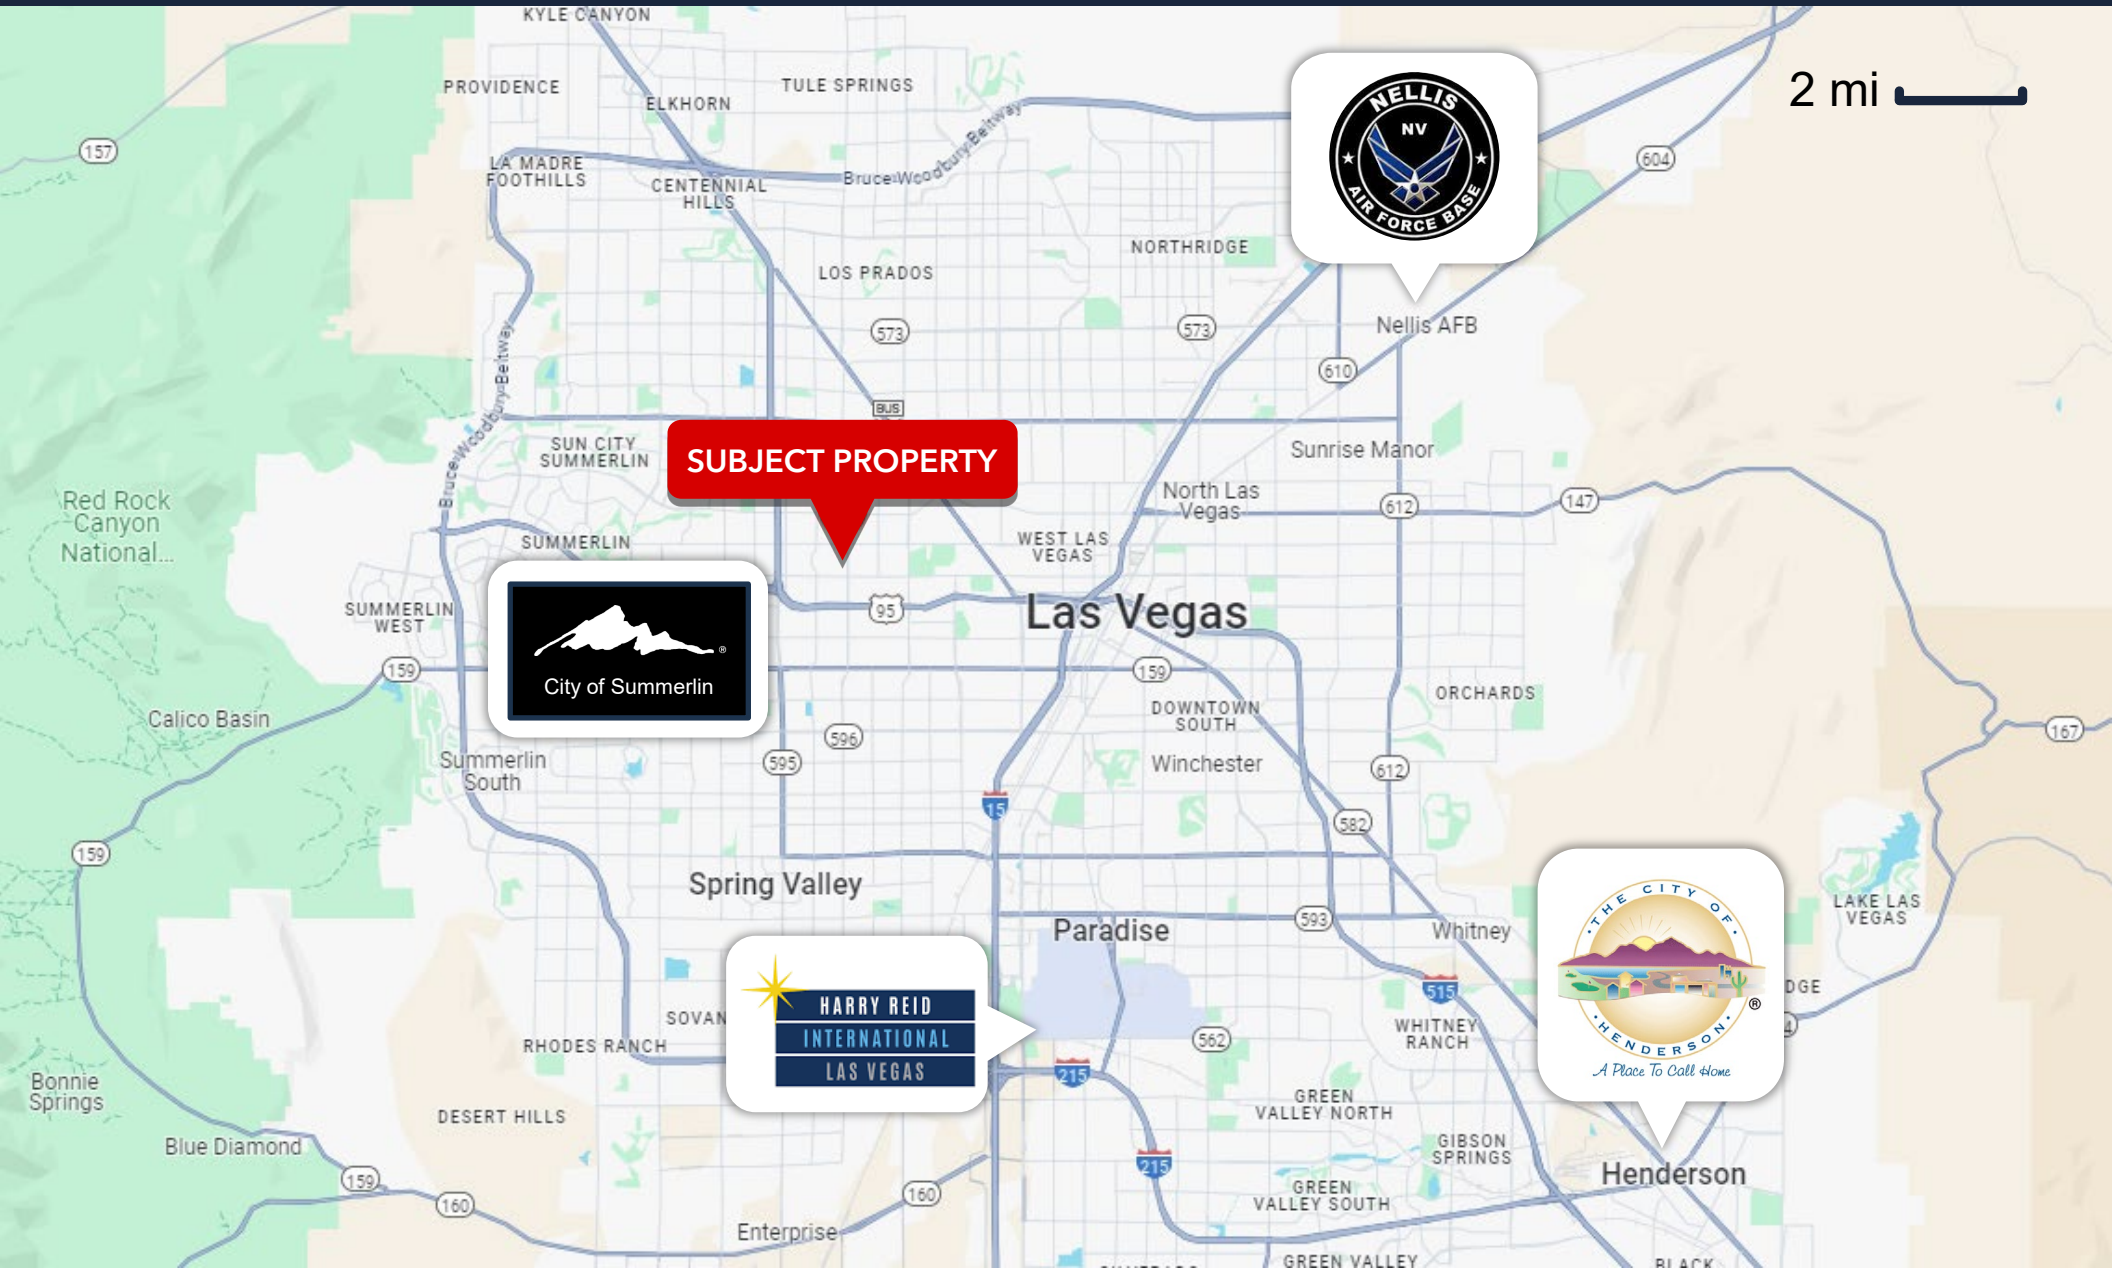 KYLE CANYON
2 mi
PROVIDENCE
TULE SPRINGS
ELKHORN
NELLIS
NV
AIR FORCE BASE
157
604
LA MADRE
FOOTHILLS
Bruce Woodbury Beltway
CENTENNIAL
HILLS
NORTHRIDGE
LOS PRADOS
573
573
Nellis AFB
610
Bruce Woodbury Beltway
BUS
SUN CITY
SUMMERLIN
SUBJECT PROPERTY
Sunrise Manor
Red Rock
Canyon
National...
North Las
Vegas
612
147
SUMMERLIN
WEST LAS
VEGAS
SUMMERLIN
WEST
95
Las Vegas
City of Summerlin
®
159
159
ORCHARDS
Calico Basin
DOWNTOWN
SOUTH
167
596
595
Summerlin
South
Winchester
612
15
582
159
Spring Valley
THE CITY OF
HENDERSON
®
A Place To Call Home
LAKE LAS
VEGAS
Paradise
593
Whitney
DGE
515
HARRY REID
INTERNATIONAL
LAS VEGAS
SOVAN
RHODES RANCH
562
WHITNEY
RANCH
215
Bonnie
Springs
DESERT HILLS
GREEN
VALLEY NORTH
Blue Diamond
GIBSON
SPRINGS
215
Henderson
159
160
160
GREEN
VALLEY SOUTH
Enterprise
GREEN VALLEY
BLACK